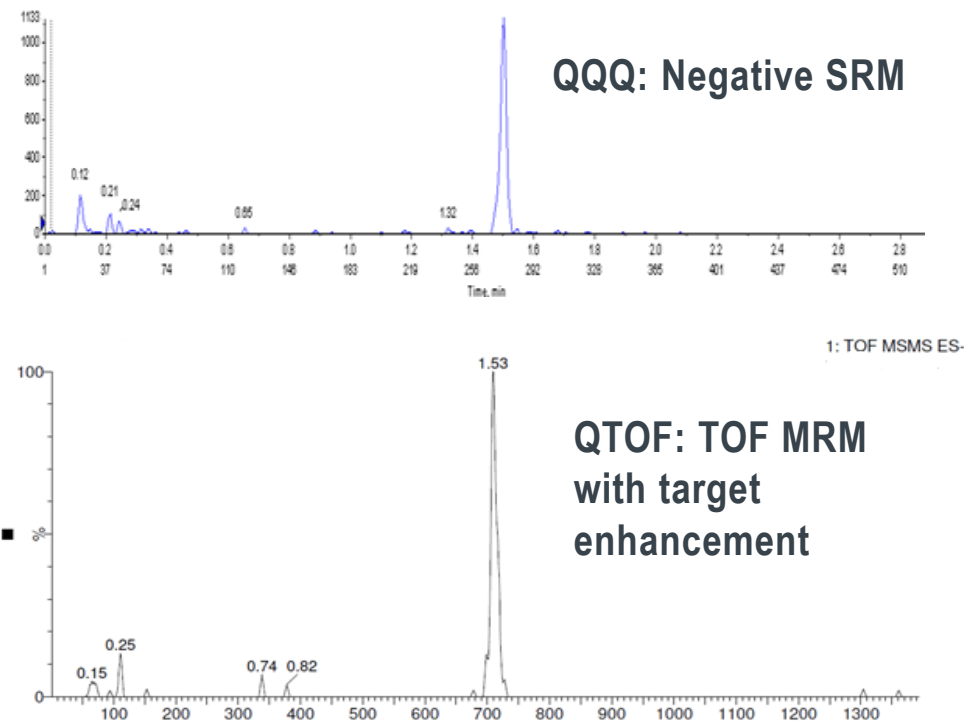 1133
1000
800
600
400
200
0
QQQ: Negative SRM
0.12
0.21
0.24
0.65
1.32
0.0 0.2 0.4 0.6 0.8 1.0 1.2 1.4 1.6 1.8 2.0 2.2 2.4 2.6 2.8
1 37 74 110 146 183 219 256 292 328 365 401 437 474 510
Time, min
1: TOF MSMS ES-
100
1.53
QTOF: TOF MRM
with target
enhancement
%
0.15
0.25
0.74
0.82
0
100 200 300 400 500 600 700 800 900 1000 1100 1200 1300